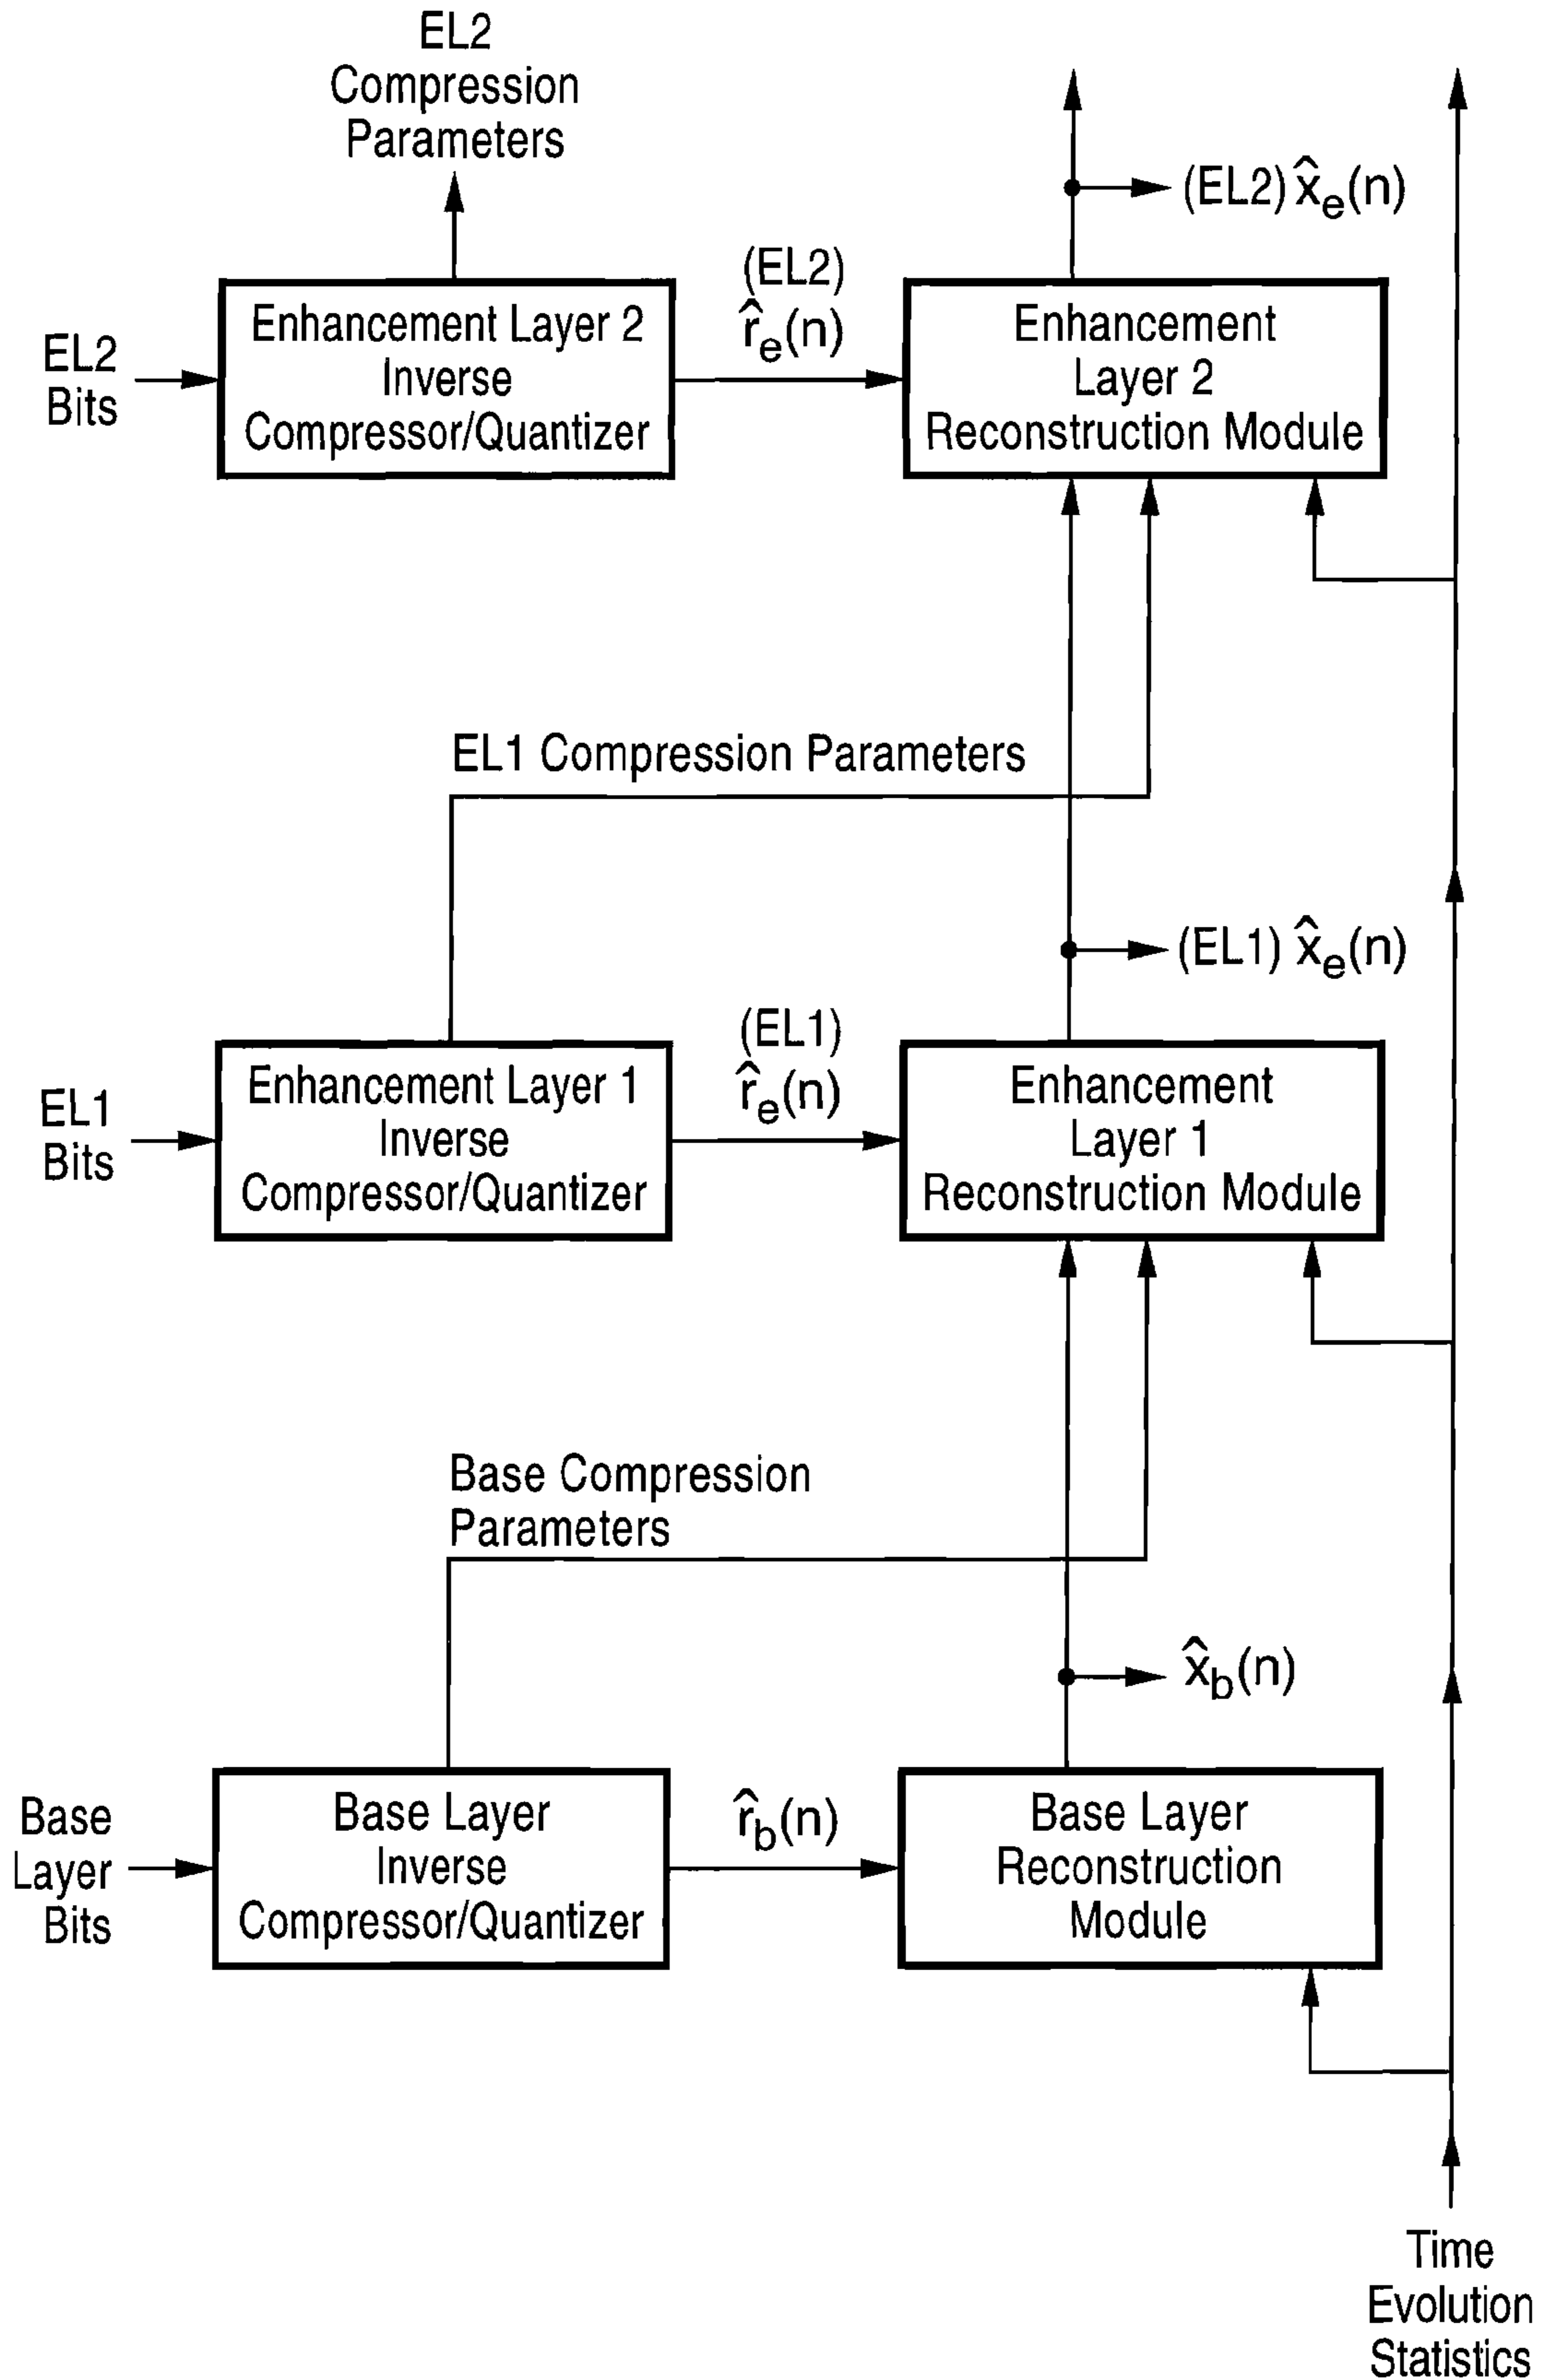 EL2
Compression
Parameters
(EL2) x̂e(n)
(EL2)
r̂e(n)
EL2
Bits
Enhancement Layer 2
Inverse
Compressor/Quantizer
Enhancement
Layer 2
Reconstruction Module
EL1 Compression Parameters
(EL1) x̂e(n)
(EL1)
r̂e(n)
EL1
Bits
Enhancement Layer 1
Inverse
Compressor/Quantizer
Enhancement
Layer 1
Reconstruction Module
Base Compression
Parameters
x̂b(n)
Base
Layer
Bits
Base Layer
Inverse
Compressor/Quantizer
r̂b(n)
Base Layer
Reconstruction
Module
Time
Evolution
Statistics